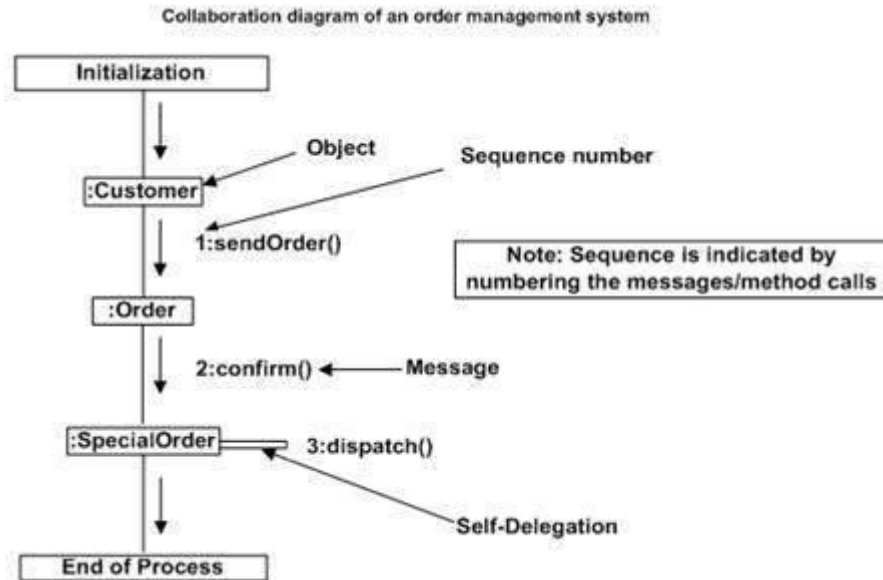 Collaboration diagram of an order management system
Initialization
Object
Sequence number
:Customer
1:sendOrder()
Note: Sequence is indicated by
numbering the messages/method calls
:Order
2:confirm()
Message
:SpecialOrder
3:dispatch()
Self-Delegation
End of Process